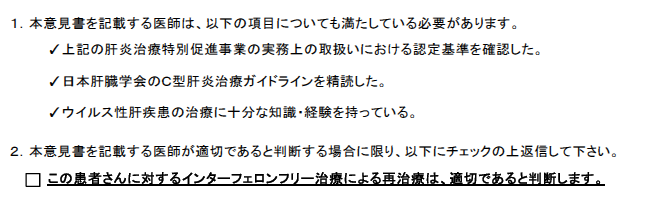 1. 本意見書を記載する医師は、以下の項目についても満たしている必要があります。
✓上記の肝炎治療特別促進事業の実務上の取扱いにおける認定基準を確認した。
✓日本肝臓学会のC型肝炎治療ガイドラインを精読した。
✓ウイルス性肝疾患の治療に十分な知識・経験を持っている。
2. 本意見書を記載する医師が適切であると判断する場合に限り、以下にチェックの上返信して下さい。
□ この患者さんに対するインターフェロンフリー治療による再治療は、適切であると判断します。